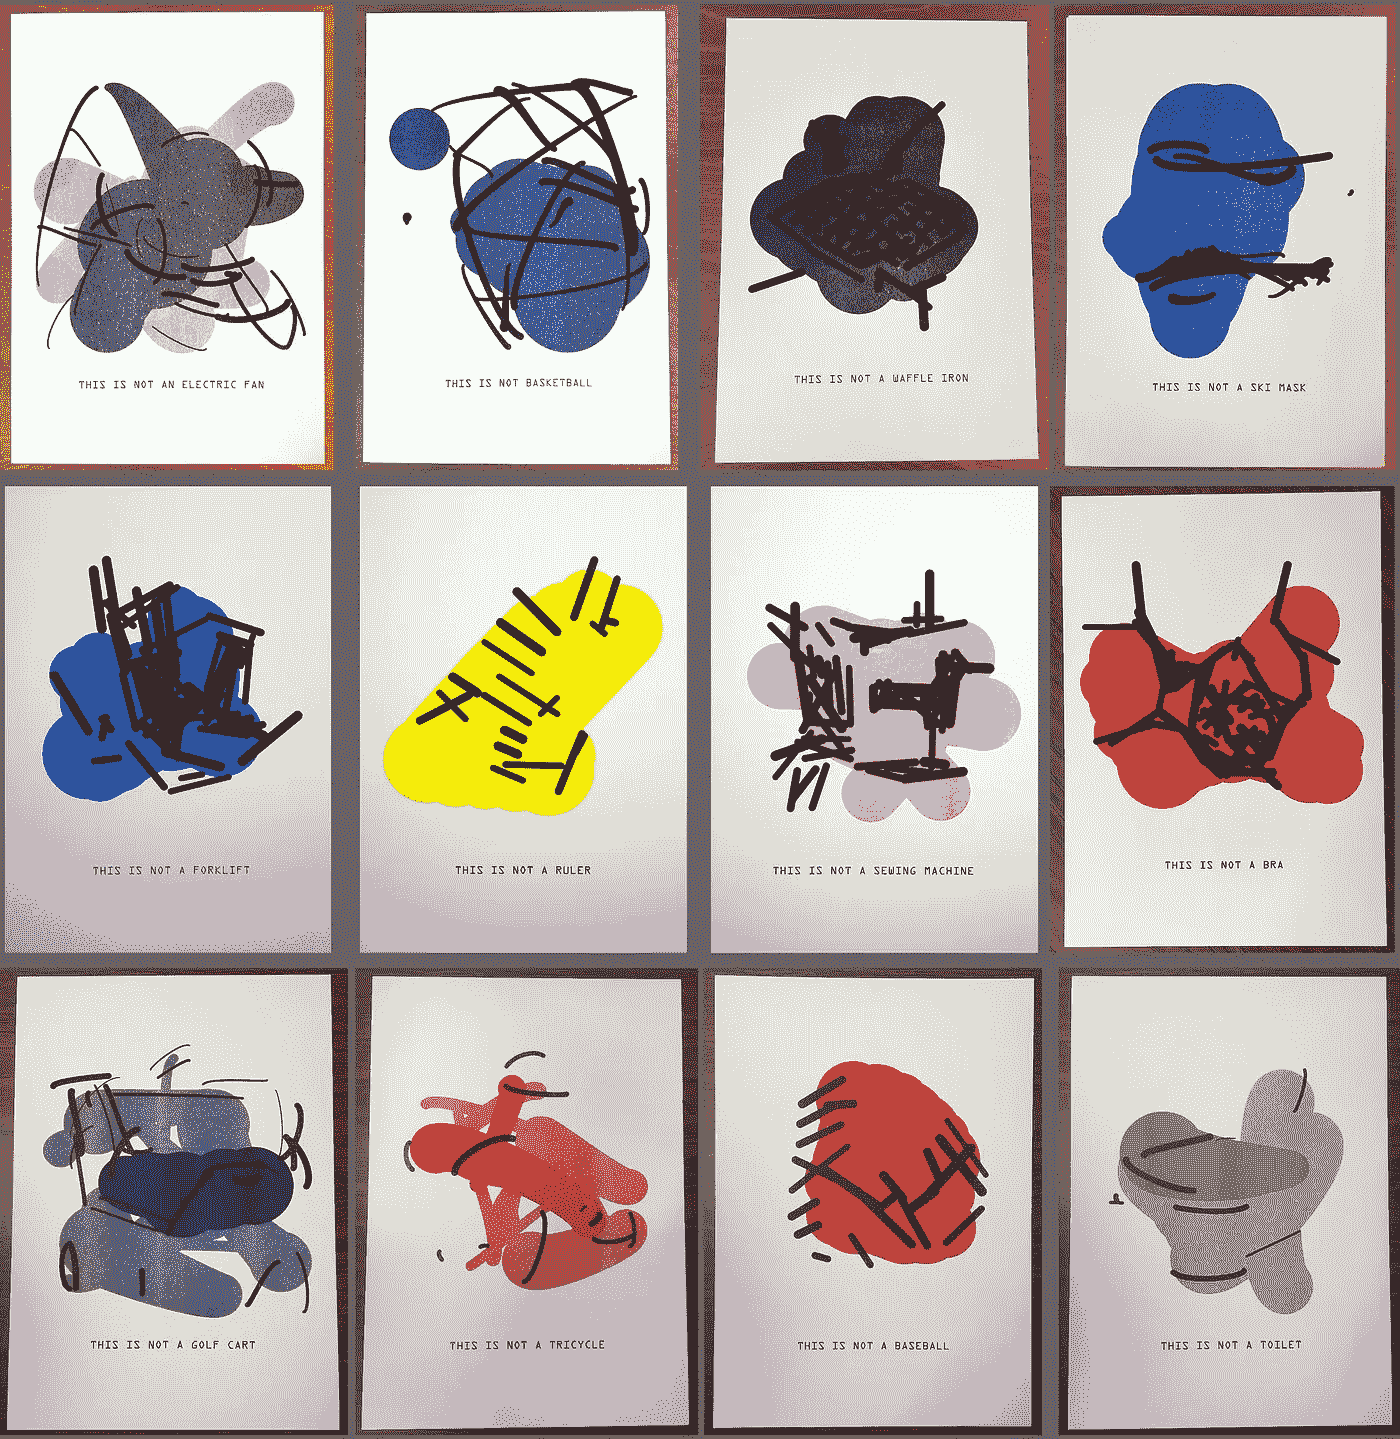 THIS IS NOT AN ELECTRIC FAN
THIS IS NOT BASKETBALL
THIS IS NOT A WAFFLE IRON
THIS IS NOT A SKI MASK
THIS IS NOT A FORKLIFT
THIS IS NOT A RULER
THIS IS NOT A SEWING MACHINE
THIS IS NOT A BRA
THIS IS NOT A GOLF CART
THIS IS NOT A TRICYCLE
THIS IS NOT A BASEBALL
THIS IS NOT A TOILET